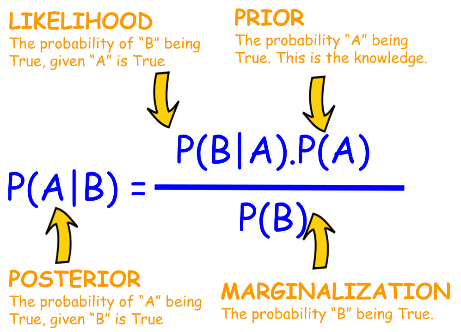 LIKELIHOOD
The probability of “B” being
True, given “A” is True
PRIOR
The probability “A” being
True. This is the knowledge.
P(B|A).P(A)
P(A|B) =
P(B)
POSTERIOR
The probability of “A” being
True, given “B” is True
MARGINALIZATION
The probability “B” being True.